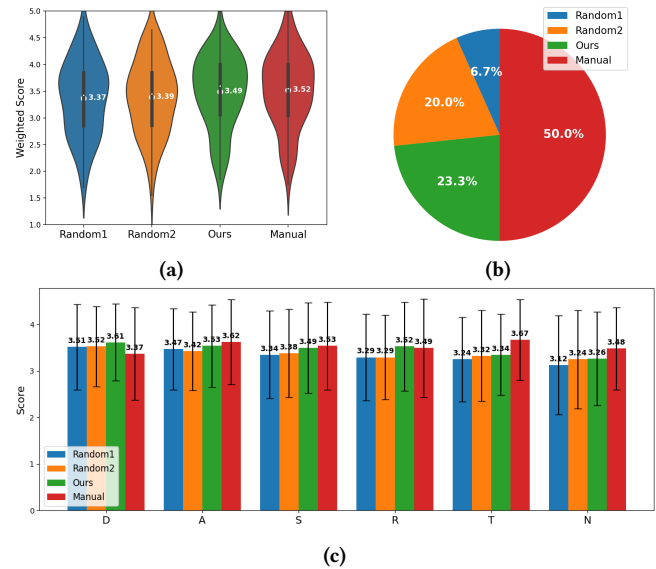 5.0
4.5
4.0
3.5
3.0
2.5
2.0
1.5
1.0
Weighted Score
3.37
3.39
3.49
3.52
Random1 Random2 Ours Manual
(a)
Random1
Random2
Ours
Manual
6.7%
20.0%
23.3%
50.0%
(b)
4
3
2
1
0
Score
3.51 3.52 3.61 3.37
3.47 3.42 3.53 3.62
3.34 3.38 3.49 3.53
3.29 3.29 3.52 3.49
3.24 3.32 3.34 3.67
3.12 3.24 3.26 3.48
Random1
Random2
Ours
Manual
D A S R T N
(c)